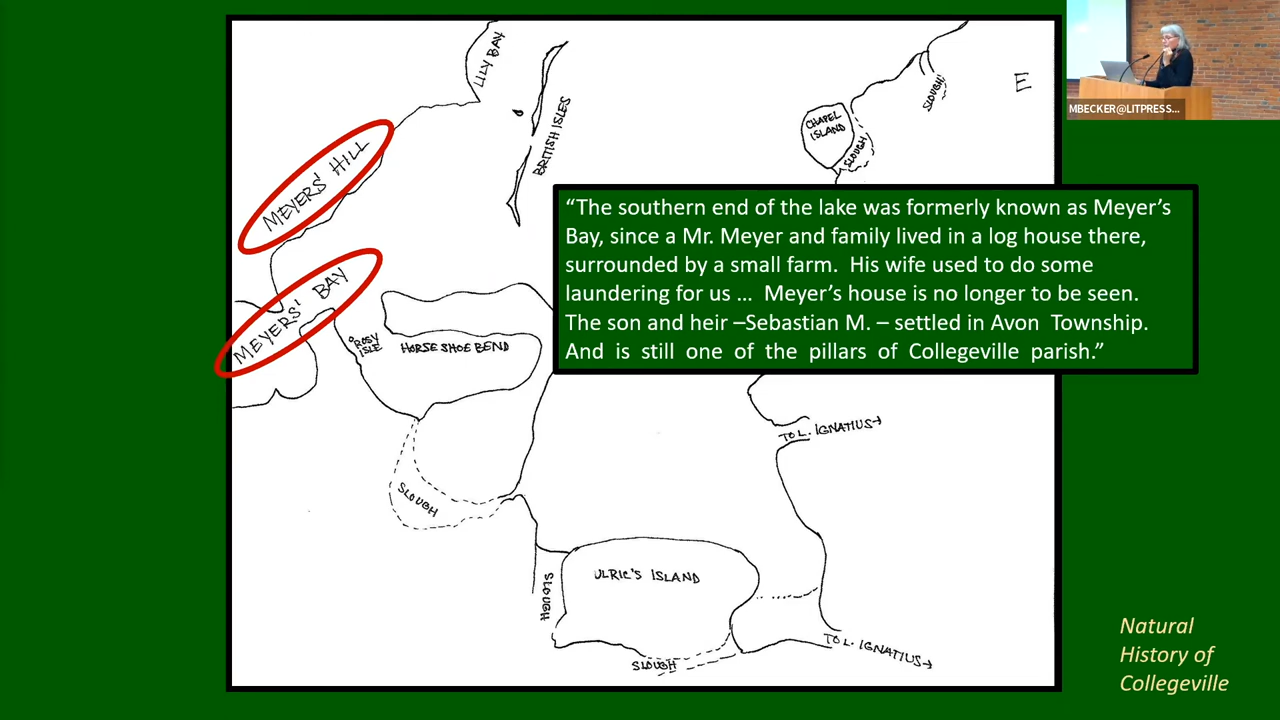 LILY BAY
BRITISH ISLES
SLOUGH
E
CHAPEL
ISLAND
SLOUGH
MBECKER@LITPRESS...
MEYERS' HILL
MEYERS' BAY
“The southern end of the lake was formerly known as Meyer’s
Bay, since a Mr. Meyer and family lived in a log house there,
surrounded by a small farm. His wife used to do some
laundering for us … Meyer’s house is no longer to be seen.
The son and heir –Sebastian M. – settled in Avon Township.
And is still one of the pillars of Collegeville parish.”
ROSY
ISLE
HORSE SHOE BEND
TO L. IGNATIUS→
SLOUGH
SLOUGH
ULRIC'S ISLAND
TO L. IGNATIUS→
SLOUGH
Natural
History of
Collegeville